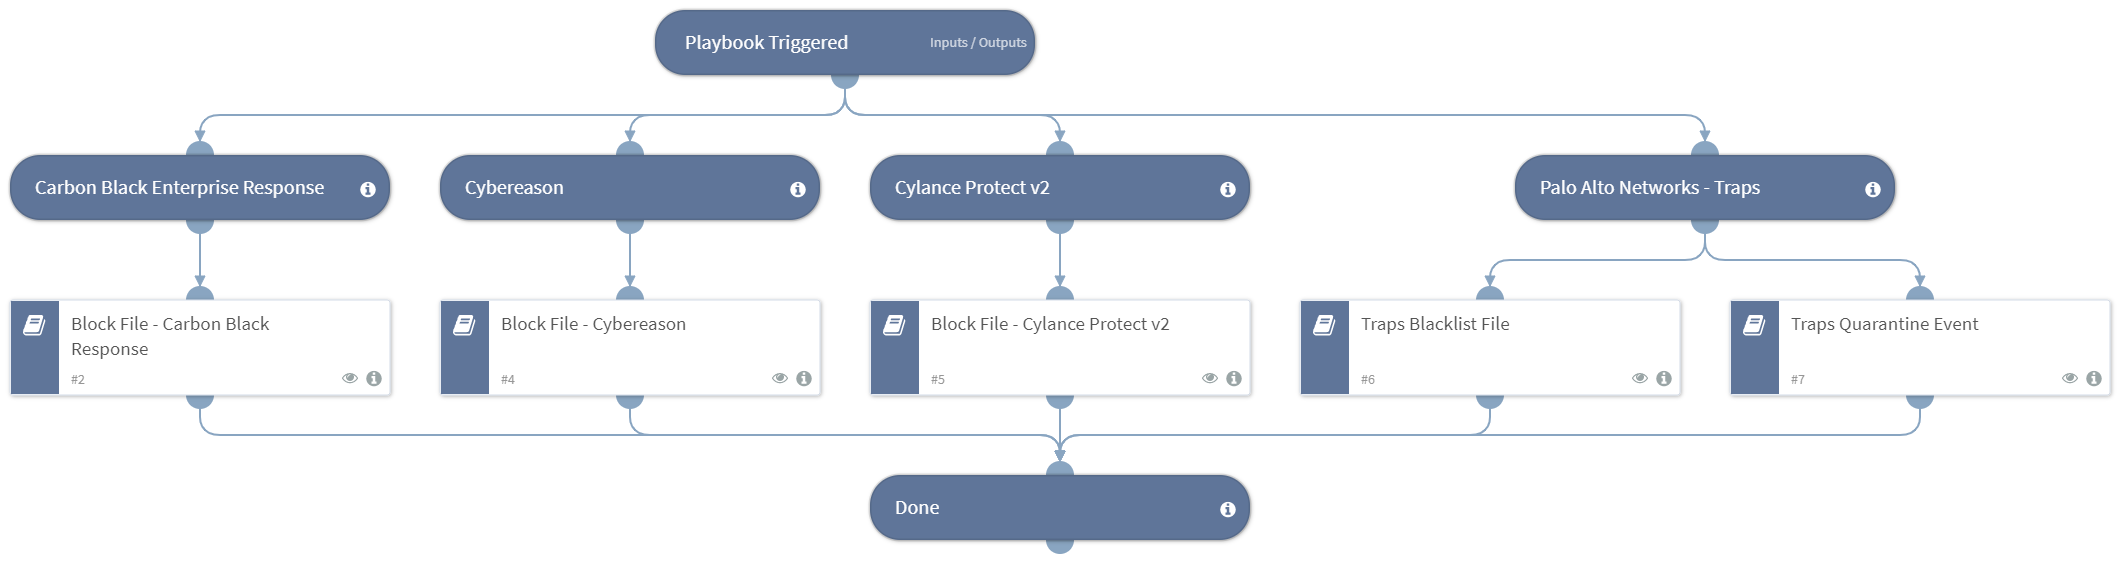 Playbook Triggered
Inputs / Outputs
Carbon Black Enterprise Response
Cybereason
Cylance Protect v2
Palo Alto Networks - Traps
Block File - Carbon Black
Response
#2
Block File - Cybereason
#4
Block File - Cylance Protect v2
#5
Traps Blacklist File
#6
Traps Quarantine Event
#7
Done